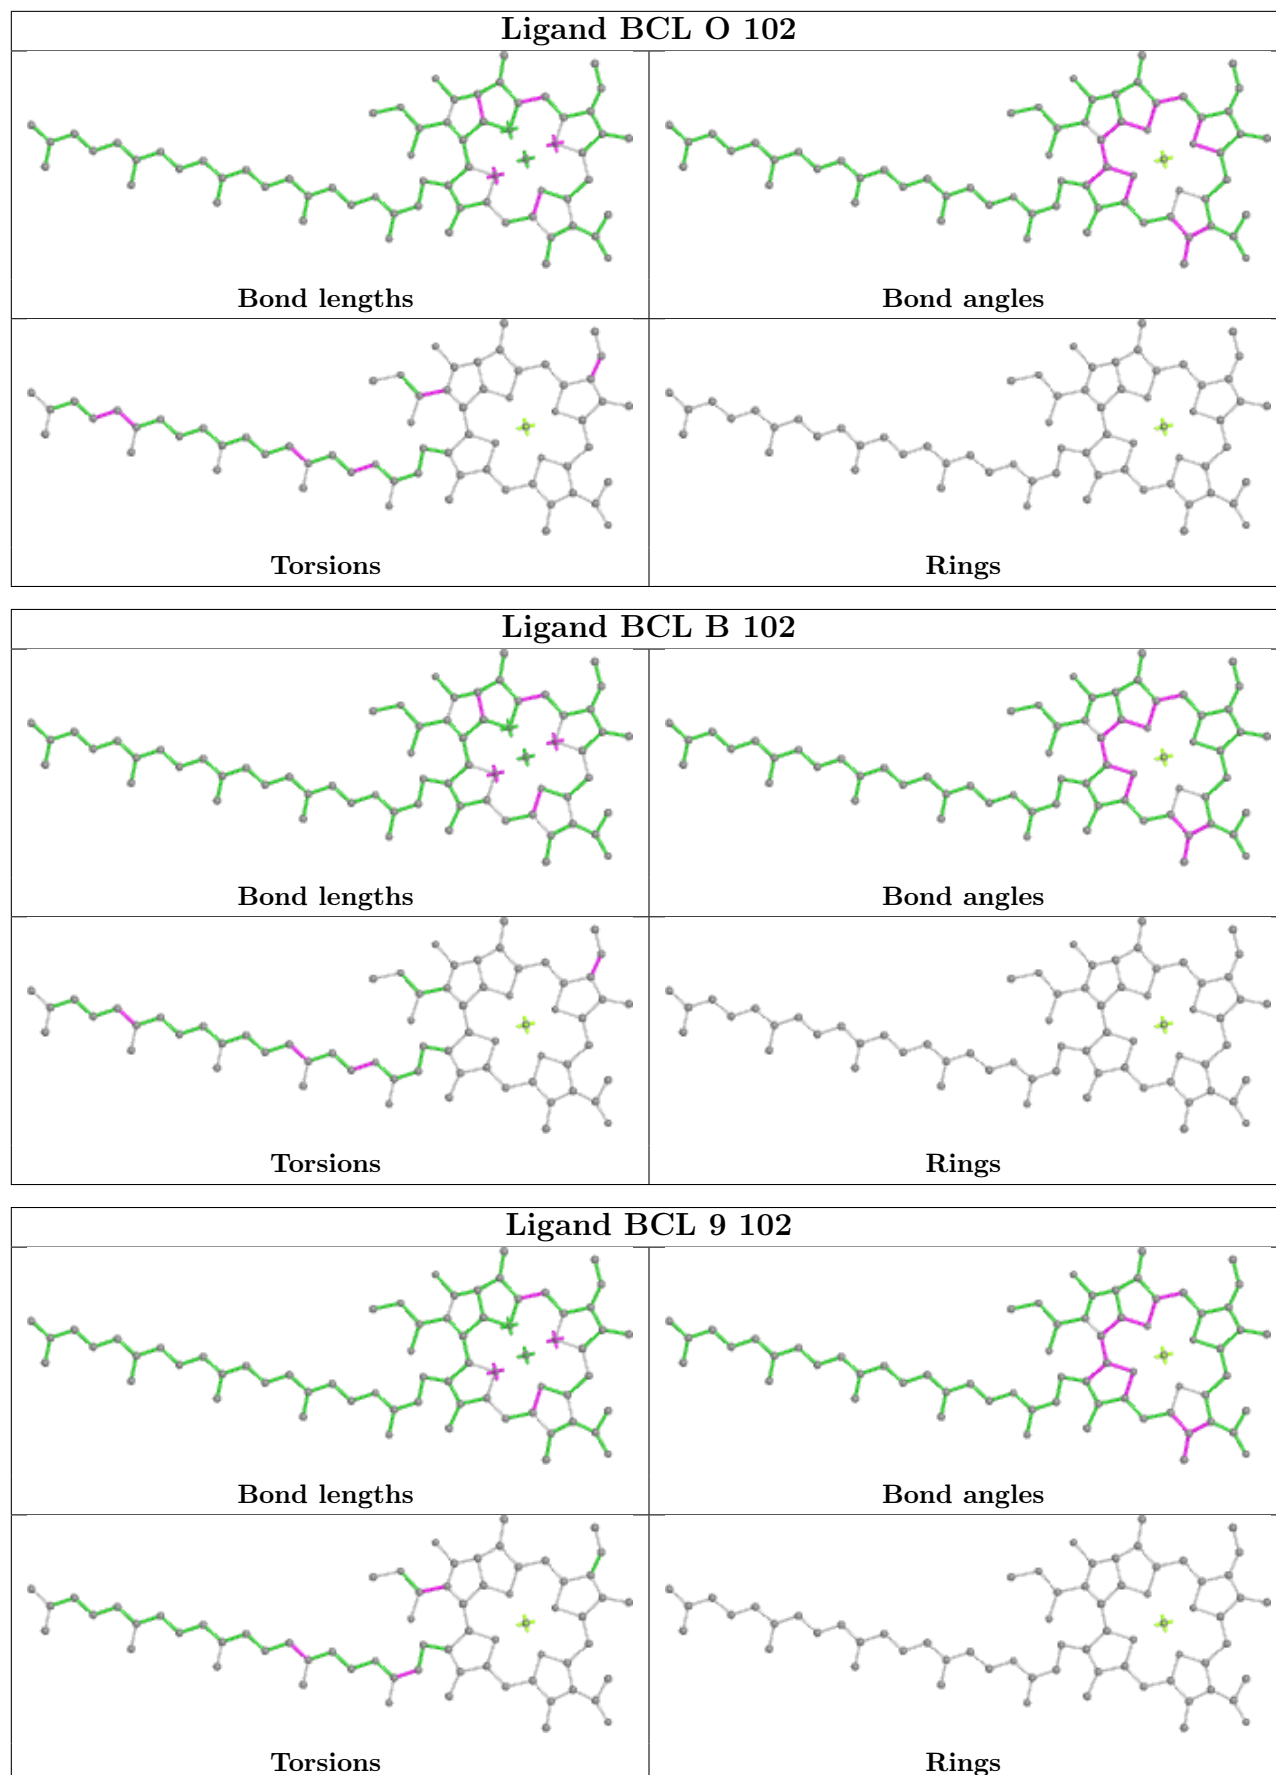 Ligand BCL O 102
Bond lengths
Bond angles
Torsions
Rings
Ligand BCL B 102
Bond lengths
Bond angles
Torsions
Rings
Ligand BCL 9 102
Bond lengths
Bond angles
Torsions
Rings